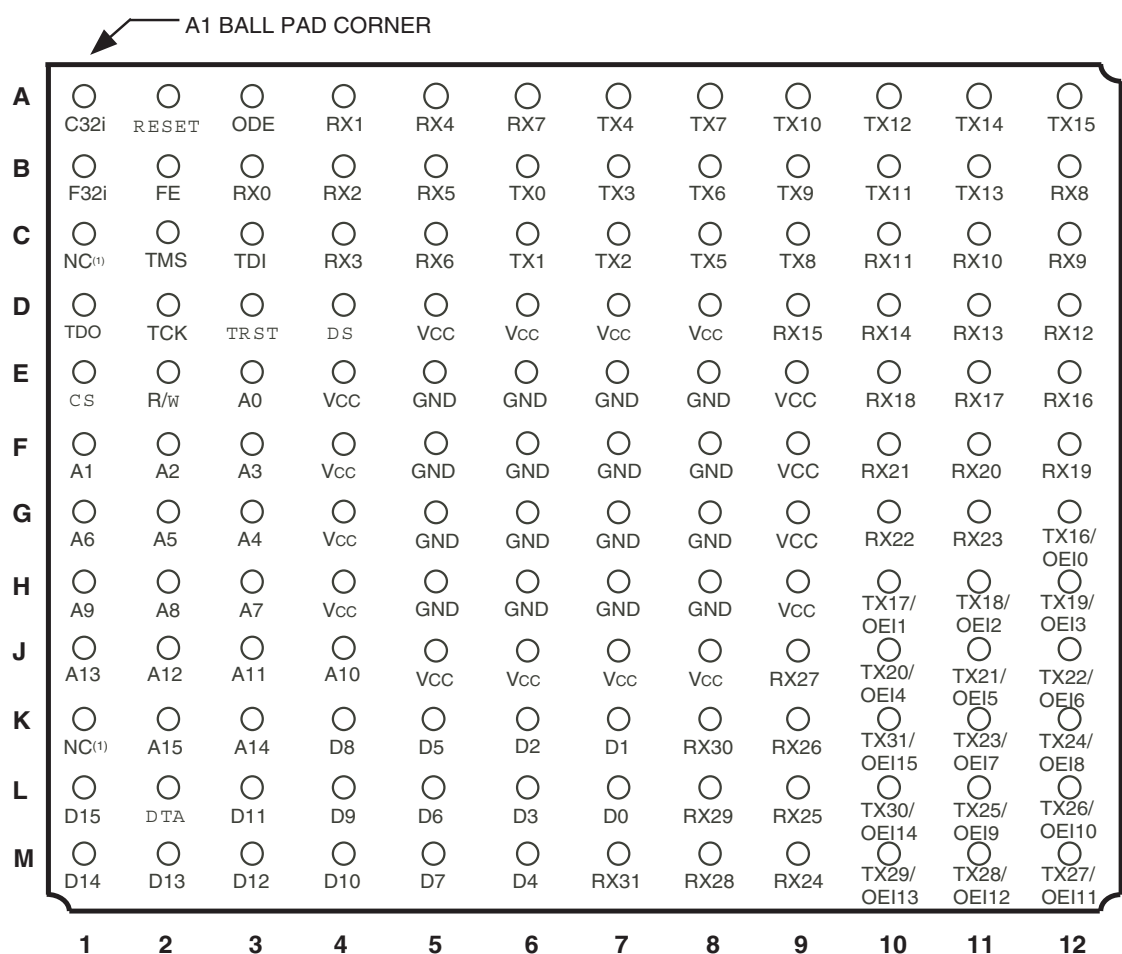 A1 BALL PAD CORNER
A
C32i RESET ODE RX1 RX4 RX7 TX4 TX7 TX10 TX12 TX14 TX15
B
F32i FE RX0 RX2 RX5 TX0 TX3 TX6 TX9 TX11 TX13 RX8
C
NC(1) TMS TDI RX3 RX6 TX1 TX2 TX5 TX8 RX11 RX10 RX9
D
TDO TCK TRST DS VCC Vcc Vcc Vcc RX15 RX14 RX13 RX12
E
CS R/W A0 VCC GND GND GND GND VCC RX18 RX17 RX16
F
A1 A2 A3 Vcc GND GND GND GND VCC RX21 RX20 RX19
G
A6 A5 A4 Vcc GND GND GND GND VCC RX22 RX23 TX16/
OEI0
H
A9 A8 A7 Vcc GND GND GND GND Vcc TX17/ TX18/ TX19/
OEI1 OEI2 OEI3
J
A13 A12 A11 A10 VCC Vcc Vcc Vcc RX27 TX20/ TX21/ TX22/
OEI4 OEI5 OEI6
K
NC(1) A15 A14 D8 D5 D2 D1 RX30 RX26 TX31/ TX23/ TX24/
OEI15 OEI7 OEI8
L
D15 DTA D11 D9 D6 D3 D0 RX29 RX25 TX30/ TX25/ TX26/
OEI14 OEI9 OEI10
M
D14 D13 D12 D10 D7 D4 RX31 RX28 RX24 TX29/ TX28/ TX27/
OEI13 OEI12 OEI11
1 2 3 4 5 6 7 8 9 10 11 12